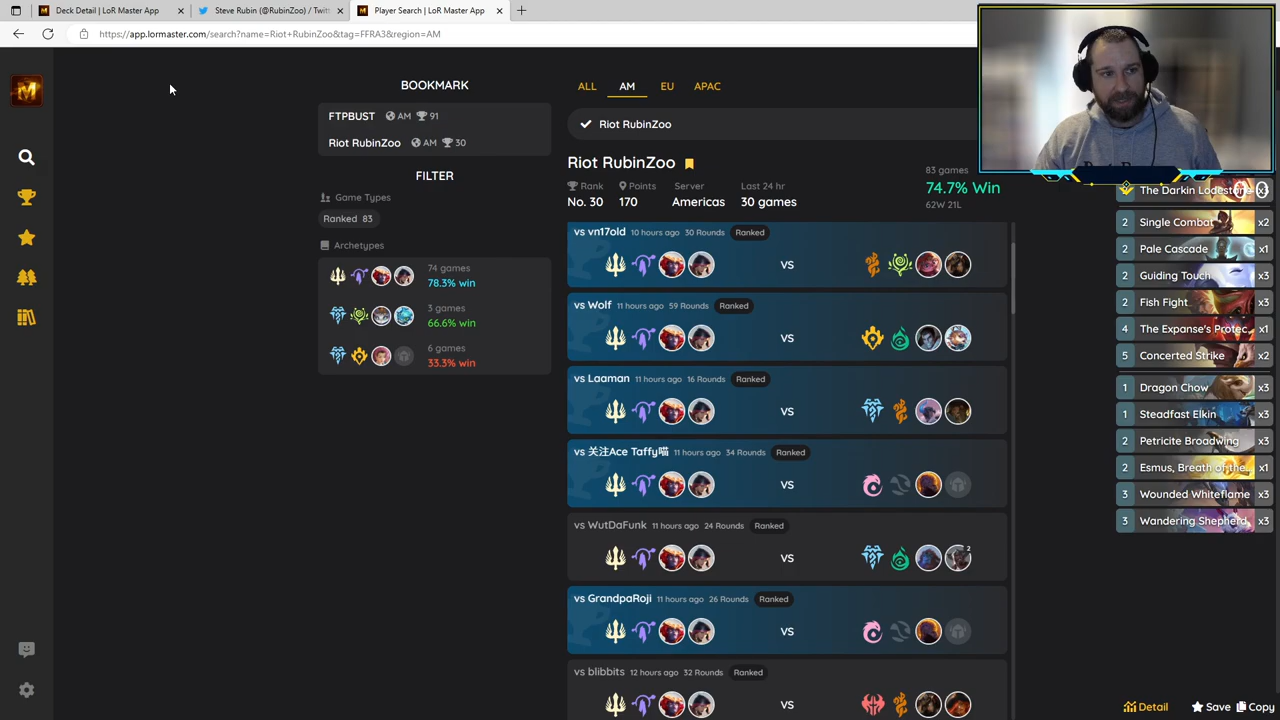 Deck Detail | LoR Master App
Steve Rubin (@RubinZoo) / Twitt
Player Search | LoR Master App
https://app.lormaster.com/search?name=Riot+RubinZoo&tag=FFRA3&region=AM
BOOKMARK
FTPBUST AM 91
Riot RubinZoo AM 30
FILTER
Game Types
Ranked 83
Archetypes
74 games
78.3% win
3 games
66.6% win
6 games
33.3% win
ALL AM EU APAC
Riot RubinZoo
Riot RubinZoo
83 games
74.7% Win
62W 21L
Rank Points Server Last 24 hr
No. 30 170 Americas 30 games
vs vn17old 10 hours ago 30 Rounds Ranked
VS
vs Wolf 11 hours ago 59 Rounds Ranked
VS
vs Laaman 11 hours ago 16 Rounds Ranked
VS
vs 关注Ace Taffy喵 11 hours ago 34 Rounds Ranked
VS
vs WutDaFunk 11 hours ago 24 Rounds Ranked
VS
2
vs GrandpaRoji 11 hours ago 26 Rounds Ranked
VS
vs blibbits 12 hours ago 32 Rounds Ranked
VS
The Darkin Lodestone
2 Single Combat x2
2 Pale Cascade x1
2 Guiding Touch x3
2 Fish Fight x3
4 The Expanse's Protec... x1
5 Concerted Strike x2
1 Dragon Chow x3
1 Steadfast Elkin x3
2 Petricite Broadwing x3
2 Esmus, Breath of the... x1
3 Wounded Whiteflame x3
3 Wandering Shepherd x3
Detail Save Copy